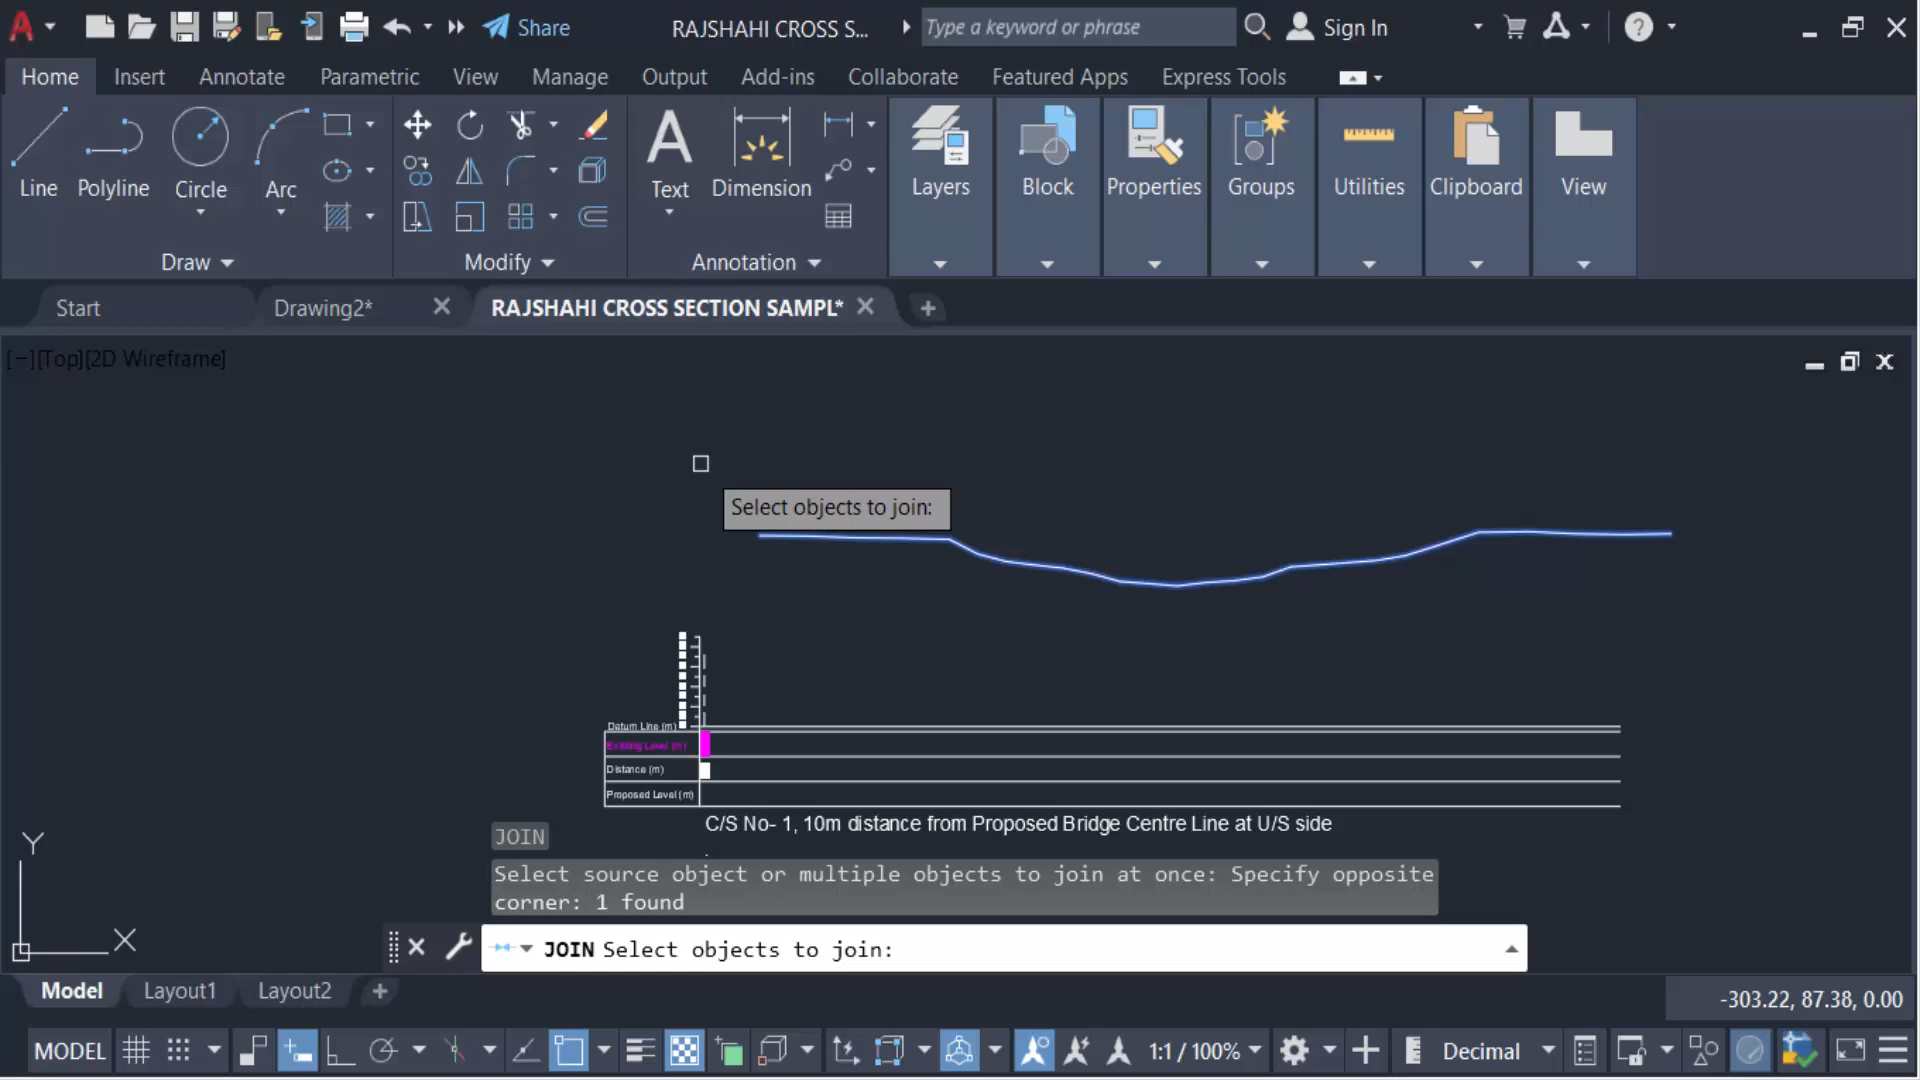 Share
RAJSHAHI CROSS S...
Type a keyword or phrase
Sign In
Home
Insert
Annotate
Parametric
View
Manage
Output
Add-ins
Collaborate
Featured Apps
Express Tools
Line
Polyline
Circle
Arc
Text
Dimension
Layers
Block
Properties
Groups
Utilities
Clipboard
View
Draw
Modify
Annotation
Start
Drawing2*
RAJSHAHI CROSS SECTION SAMPL*
[−][Top][2D Wireframe]
Select objects to join:
Datum Line (m)
Existing Level (m)
Distance (m)
Proposed Level (m)
C/S No- 1, 10m distance from Proposed Bridge Centre Line at U/S side
JOIN
Select source object or multiple objects to join at once: Specify opposite
corner: 1 found
JOIN Select objects to join:
Y
X
Model
Layout1
Layout2
-303.22, 87.38, 0.00
MODEL
1:1 / 100%
Decimal